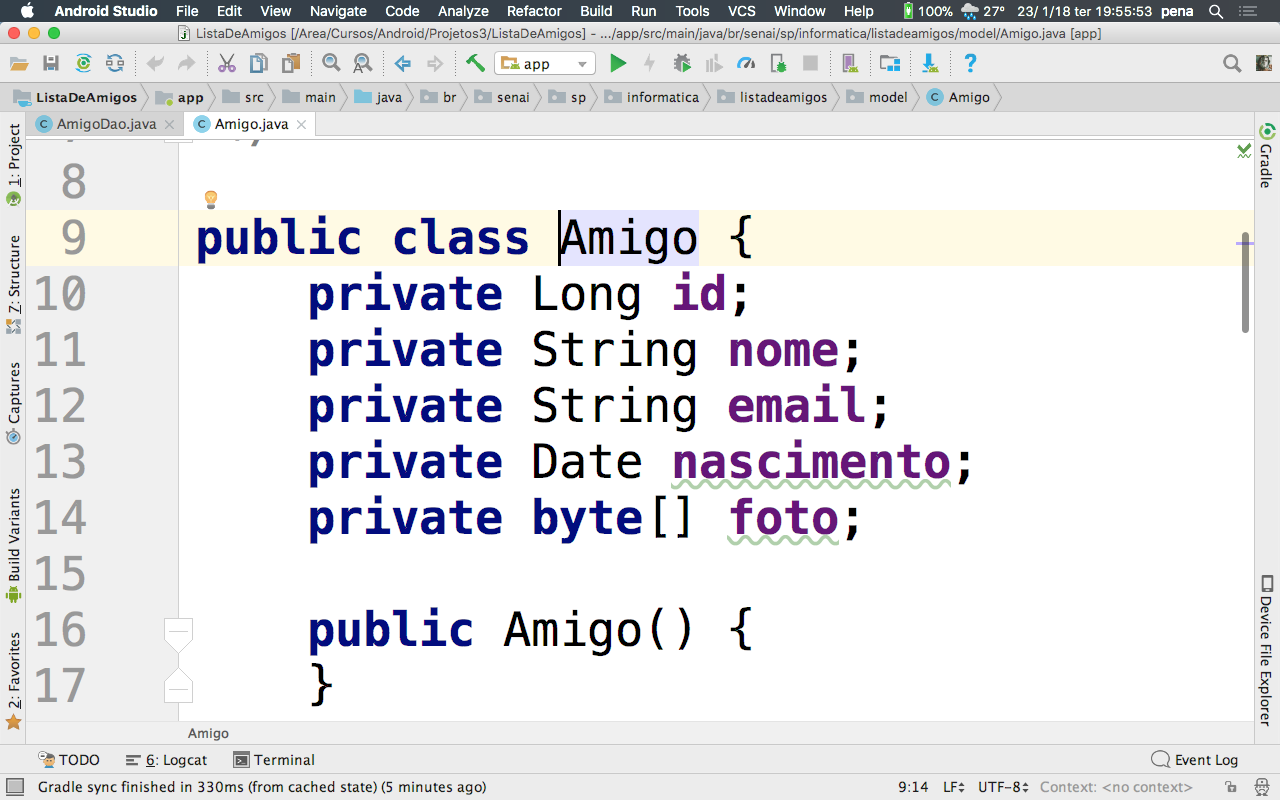 Android Studio File Edit View Navigate Code Analyze Refactor Build Run Tools VCS Window Help 100% 27° 23/ 1/18 ter 19:55:53 pena
ListaDeAmigos [/Area/Cursos/Android/Projetos3/ListaDeAmigos] - .../app/src/main/java/br/senai/sp/informatica/listadeamigos/model/Amigo.java [app]
app
ListaDeAmigos app src main java br senai sp informatica listadeamigos model Amigo
AmigoDao.java Amigo.java
1: Project
Z: Structure
Captures
Build Variants
2: Favorites
8
9 public class Amigo {
10 private Long id;
11 private String nome;
12 private String email;
13 private Date nascimento;
14 private byte[] foto;
15
16 public Amigo() {
17 }
Gradle
Device File Explorer
Amigo
TODO 6: Logcat Terminal Event Log
Gradle sync finished in 330ms (from cached state) (5 minutes ago) 9:14 LF UTF-8 Context: <no context>